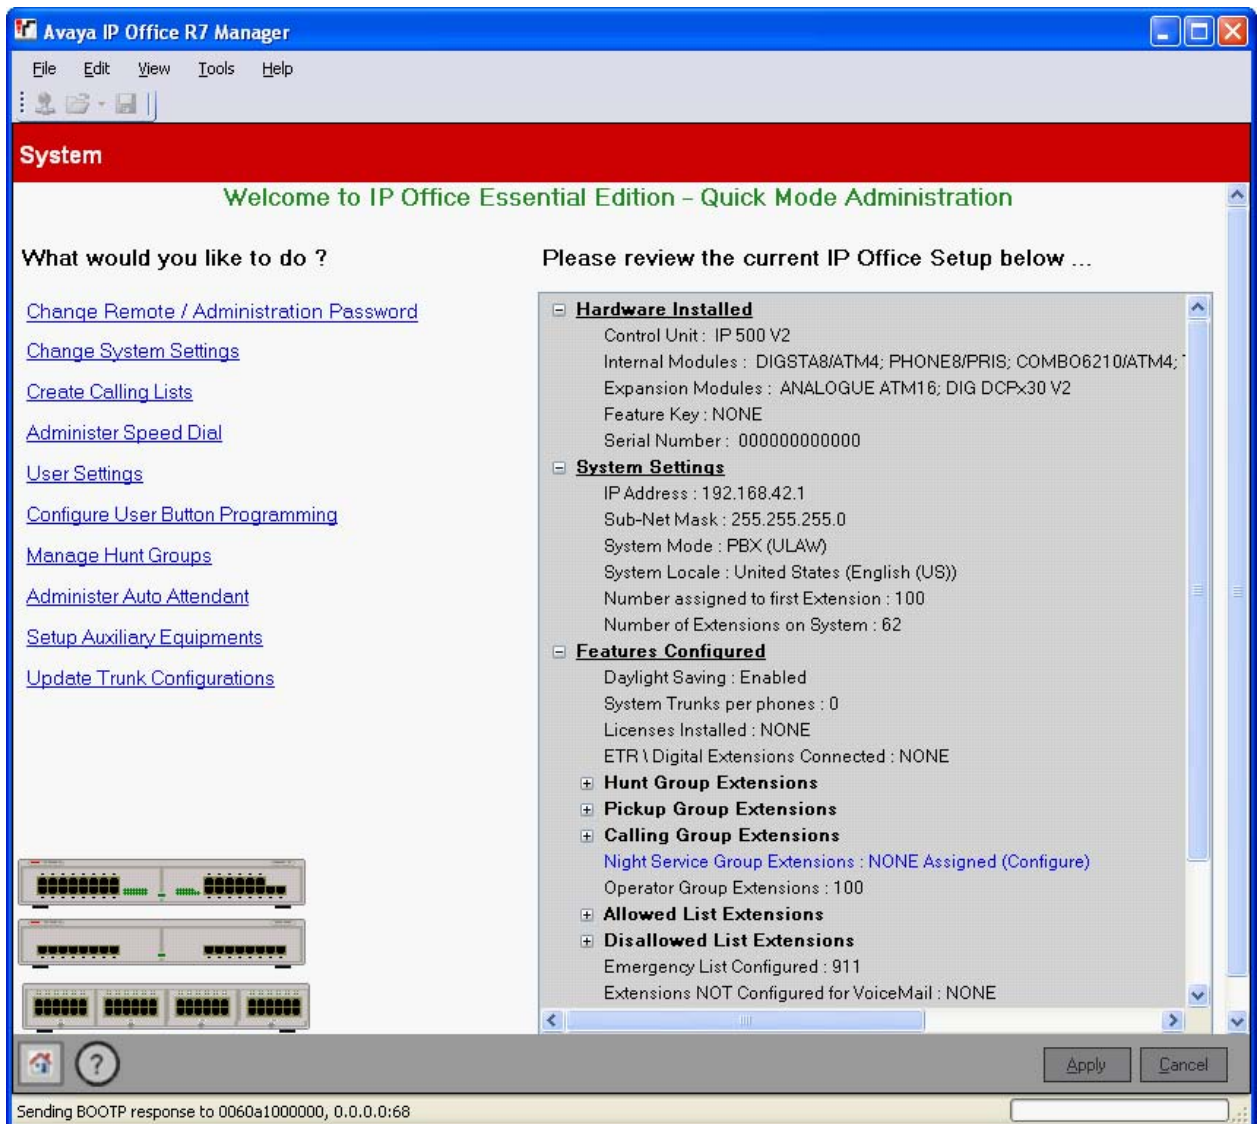 Avaya IP Office R7 Manager
File Edit View Tools Help
System
Welcome to IP Office Essential Edition - Quick Mode Administration
What would you like to do ?
Change Remote / Administration Password
Change System Settings
Create Calling Lists
Administer Speed Dial
User Settings
Configure User Button Programming
Manage Hunt Groups
Administer Auto Attendant
Setup Auxiliary Equipments
Update Trunk Configurations
Please review the current IP Office Setup below ...
Hardware Installed
Control Unit : IP 500 V2
Internal Modules : DIGSTA8/ATM4; PHONE8/PRIS; COMBO6210/ATM4;
Expansion Modules : ANALOGUE ATM16; DIG DCPx30 V2
Feature Key : NONE
Serial Number : 000000000000
System Settings
IP Address : 192.168.42.1
Sub-Net Mask : 255.255.255.0
System Mode : PBX (ULAW)
System Locale : United States (English (US))
Number assigned to first Extension : 100
Number of Extensions on System : 62
Features Configured
Daylight Saving : Enabled
System Trunks per phones : 0
Licenses Installed : NONE
ETR \ Digital Extensions Connected : NONE
Hunt Group Extensions
Pickup Group Extensions
Calling Group Extensions
Night Service Group Extensions : NONE Assigned (Configure)
Operator Group Extensions : 100
Allowed List Extensions
Disallowed List Extensions
Emergency List Configured : 911
Extensions NOT Configured for VoiceMail : NONE
Apply Cancel
Sending BOOTP response to 0060a1000000, 0.0.0.0:68